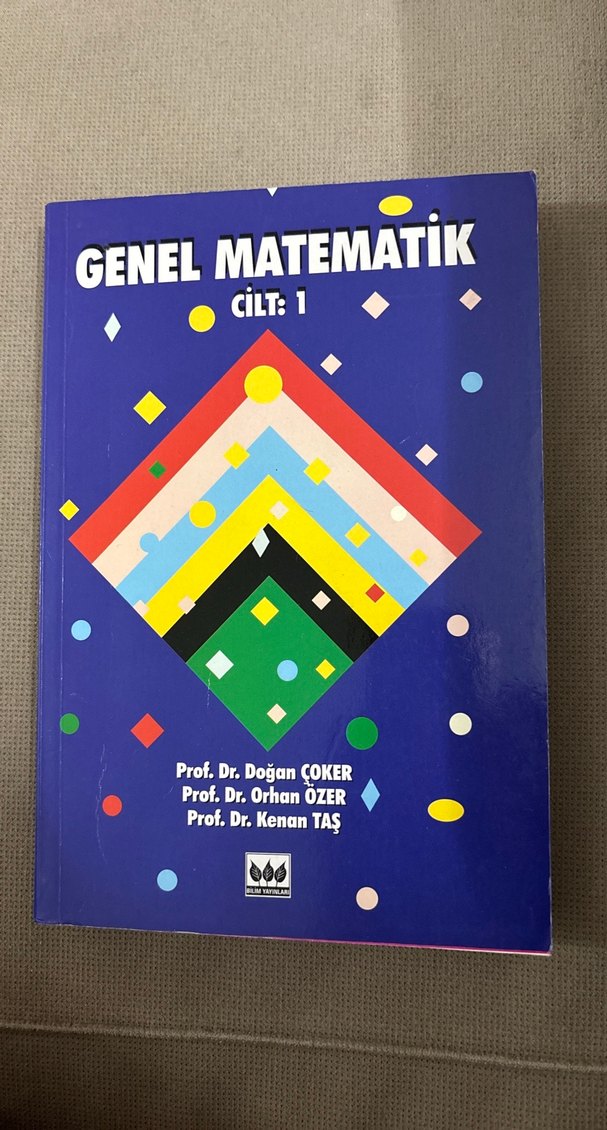 GENEL MATEMATİK
CİLT: 1
Prof. Dr. Doğan ÇOKER
Prof. Dr. Orhan ÖZER
Prof. Dr. Kenan TAŞ
BİLİM YAYINLARI